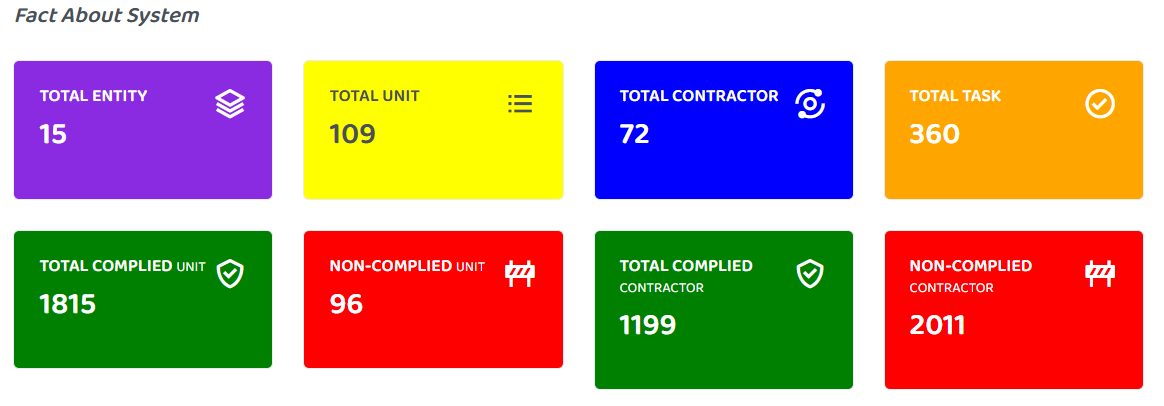 Fact About System
TOTAL ENTITY
15
TOTAL UNIT
109
TOTAL CONTRACTOR
72
TOTAL TASK
360
TOTAL COMPLIED UNIT
1815
NON-COMPLIED UNIT
96
TOTAL COMPLIED
CONTRACTOR
1199
NON-COMPLIED
CONTRACTOR
2011